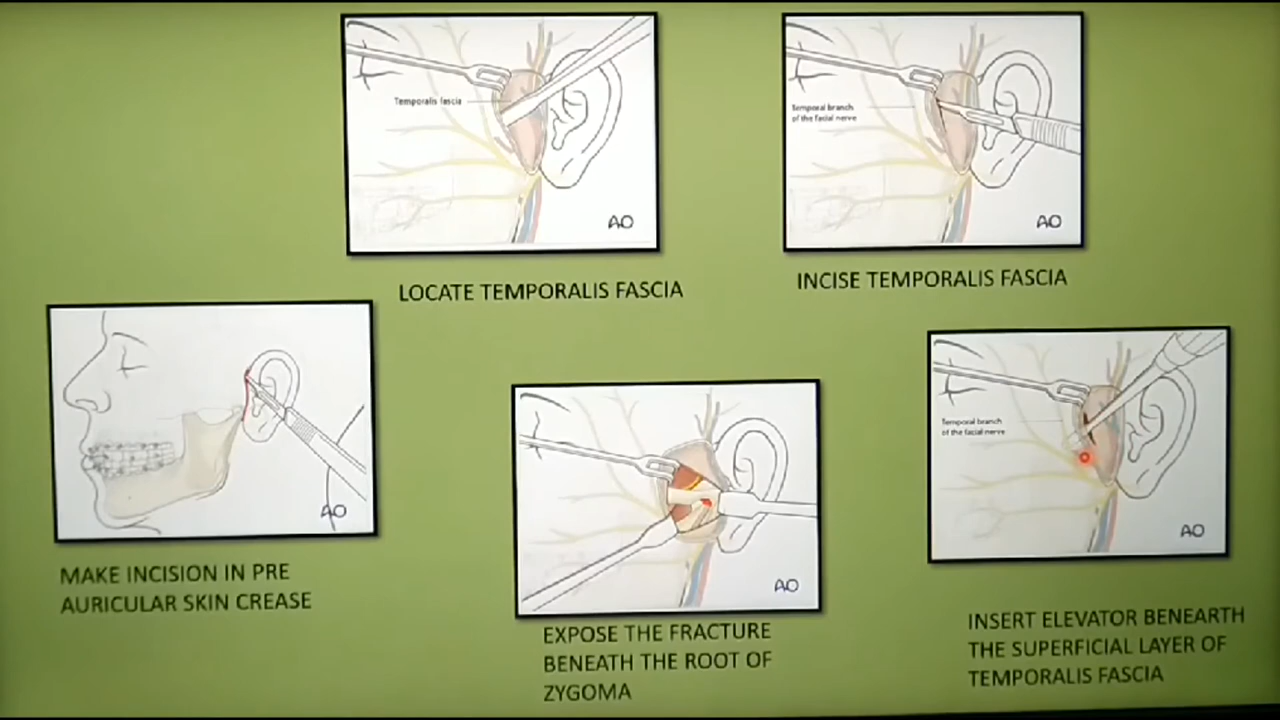 Temporalis fascia
AO
LOCATE TEMPORALIS FASCIA
Temporal branch
of the facial nerve
AO
INCISE TEMPORALIS FASCIA
AO
MAKE INCISION IN PRE
AURICULAR SKIN CREASE
AO
EXPOSE THE FRACTURE
BENEATH THE ROOT OF
ZYGOMA
Temporal branch
of the facial nerve
AO
INSERT ELEVATOR BENEARTH
THE SUPERFICIAL LAYER OF
TEMPORALIS FASCIA